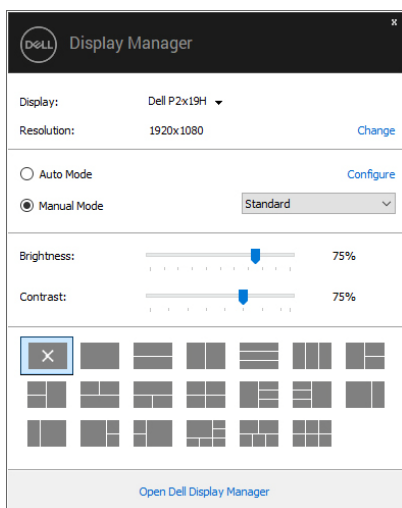 x
DELL Display Manager
Display: Dell P2x19H
Resolution: 1920x1080 Change
Auto Mode Configure
Manual Mode Standard
Brightness: 75%
Contrast: 75%
Open Dell Display Manager